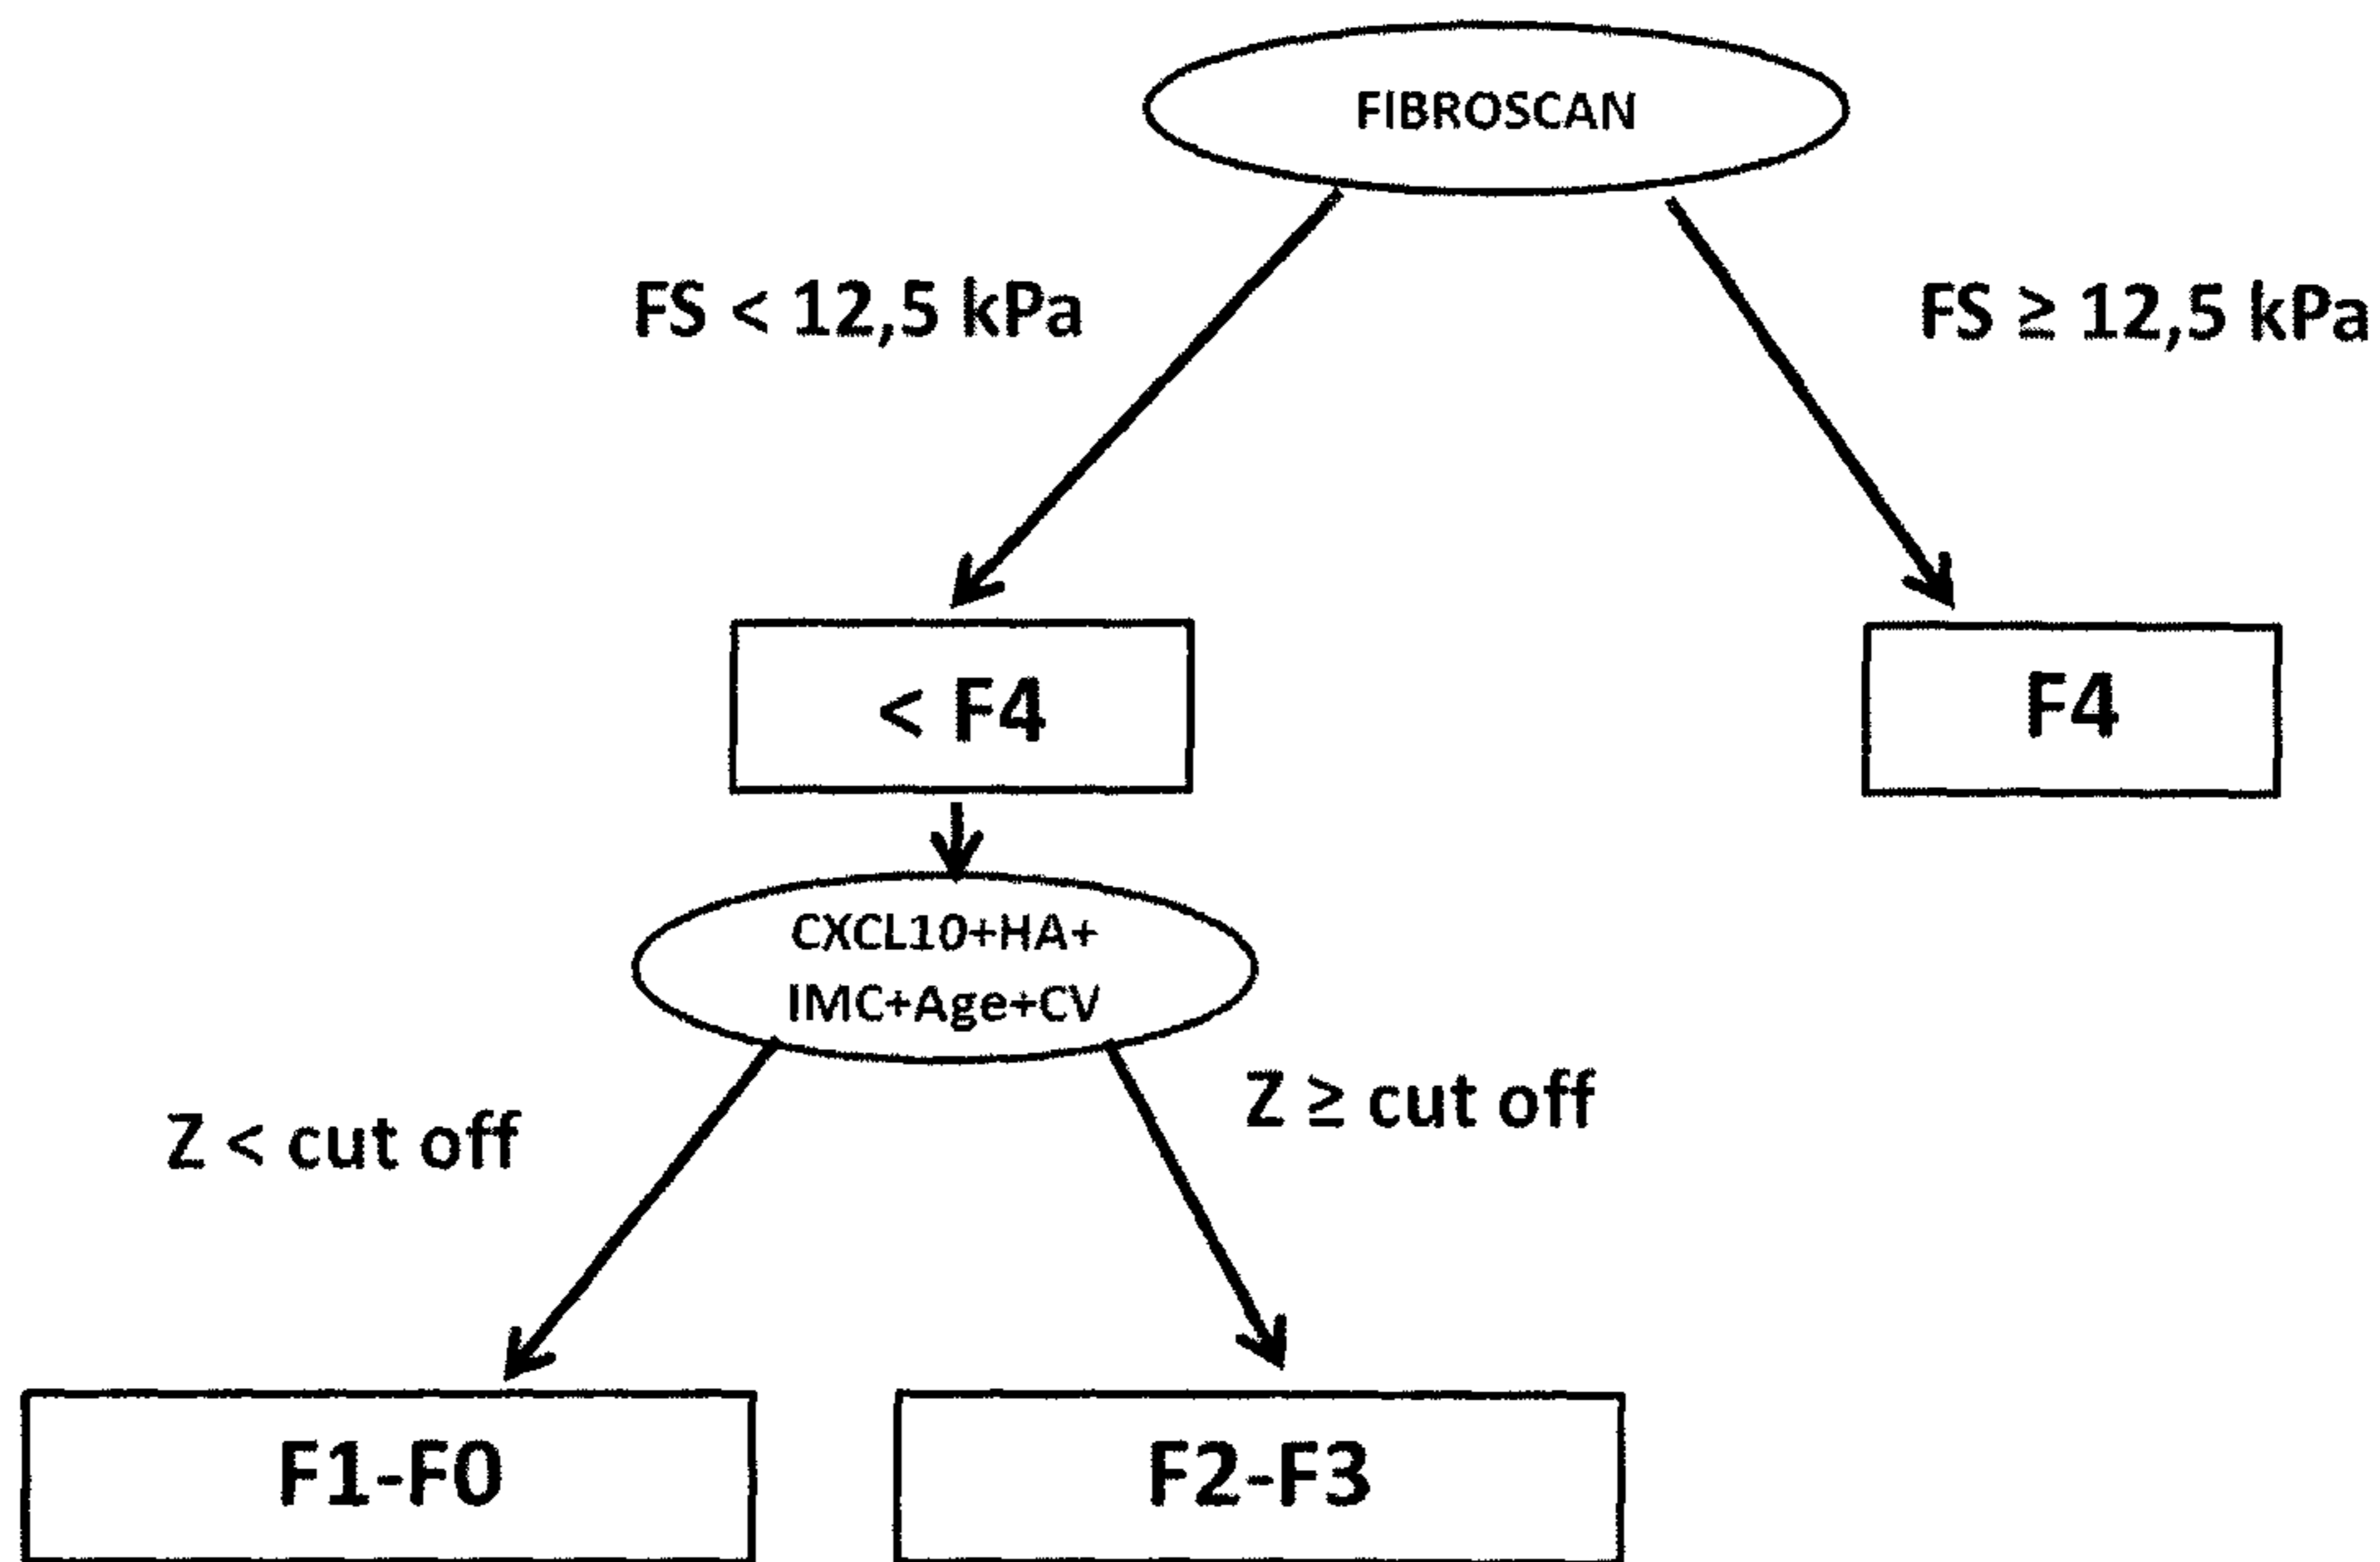 FIBROSCAN
FS < 12,5 kPa
FS ≥ 12,5 kPa
< F4
F4
CXCL10+HA+
IMC+Age+CV
Z < cut off
Z ≥ cut off
F1-F0
F2-F3